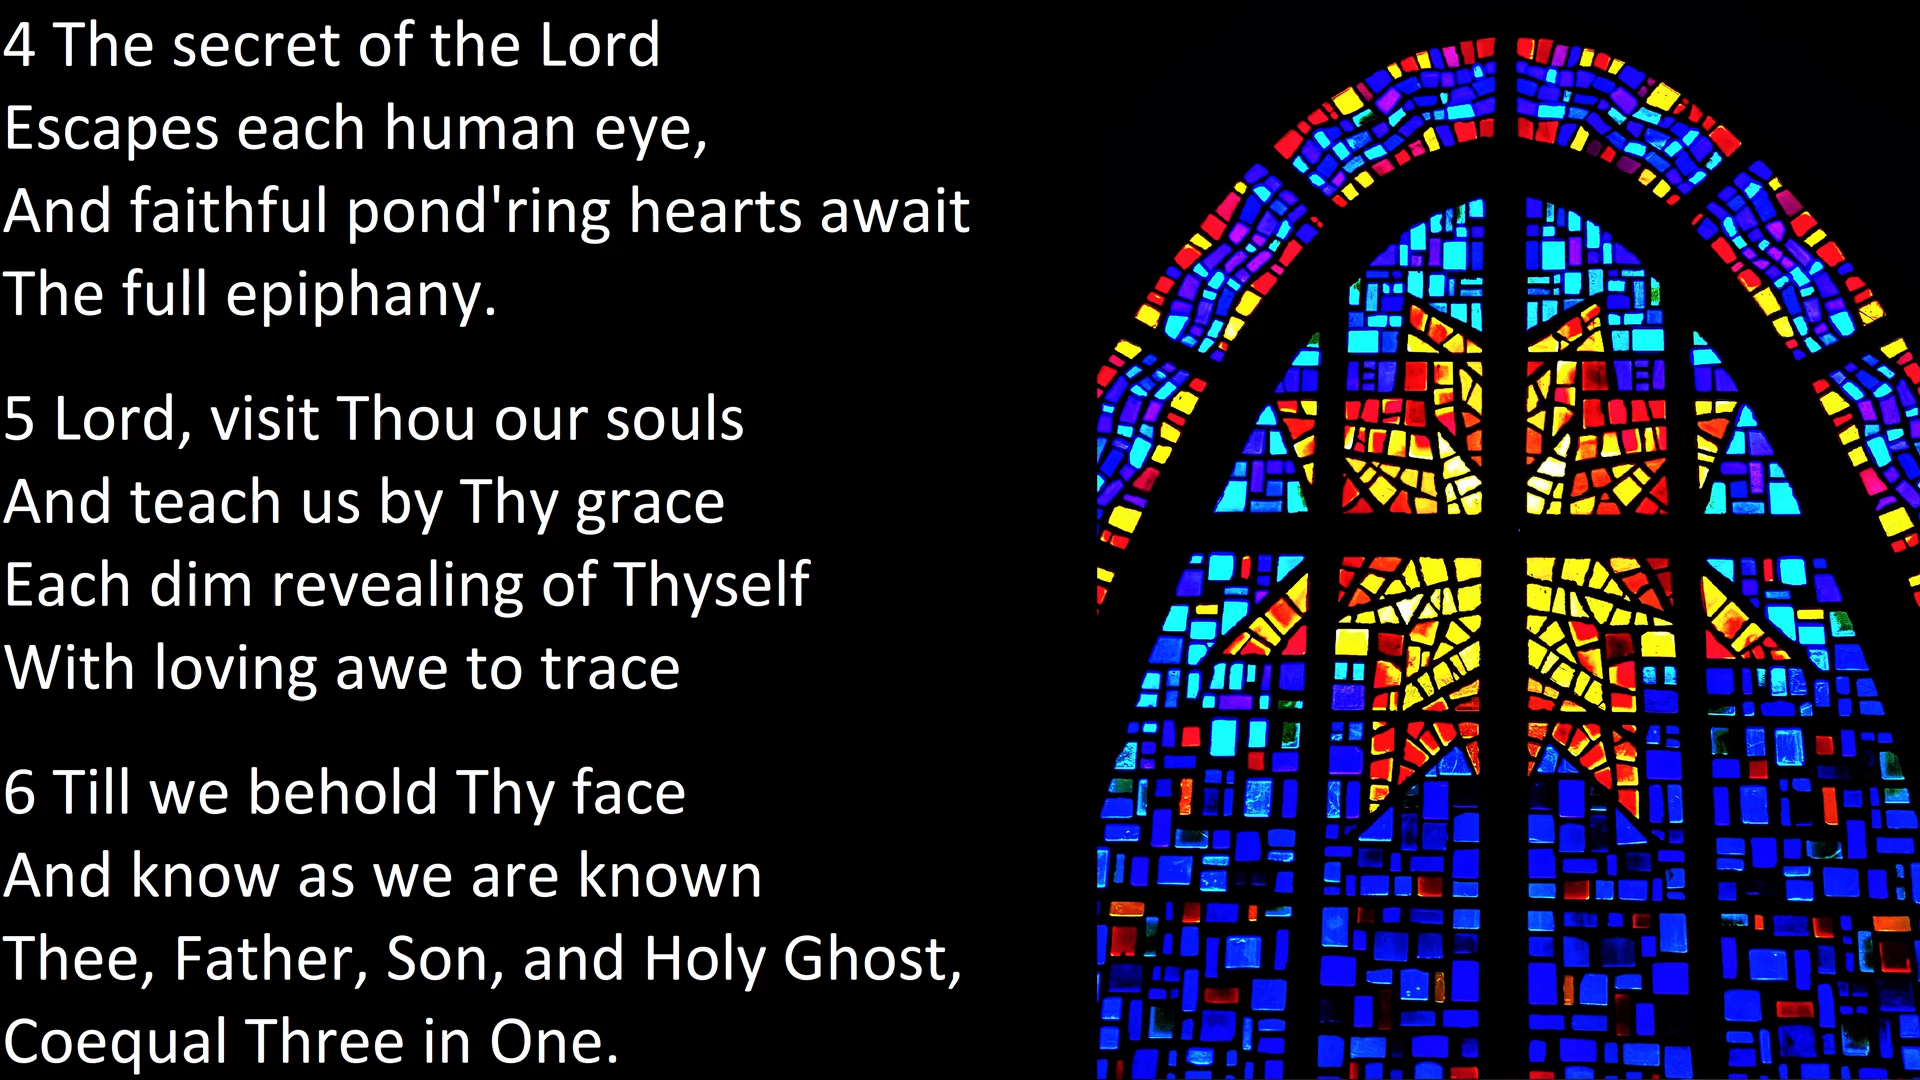 4 The secret of the Lord
Escapes each human eye,
And faithful pond'ring hearts await
The full epiphany.
5 Lord, visit Thou our souls
And teach us by Thy grace
Each dim revealing of Thyself
With loving awe to trace
6 Till we behold Thy face
And know as we are known
Thee, Father, Son, and Holy Ghost,
Coequal Three in One.